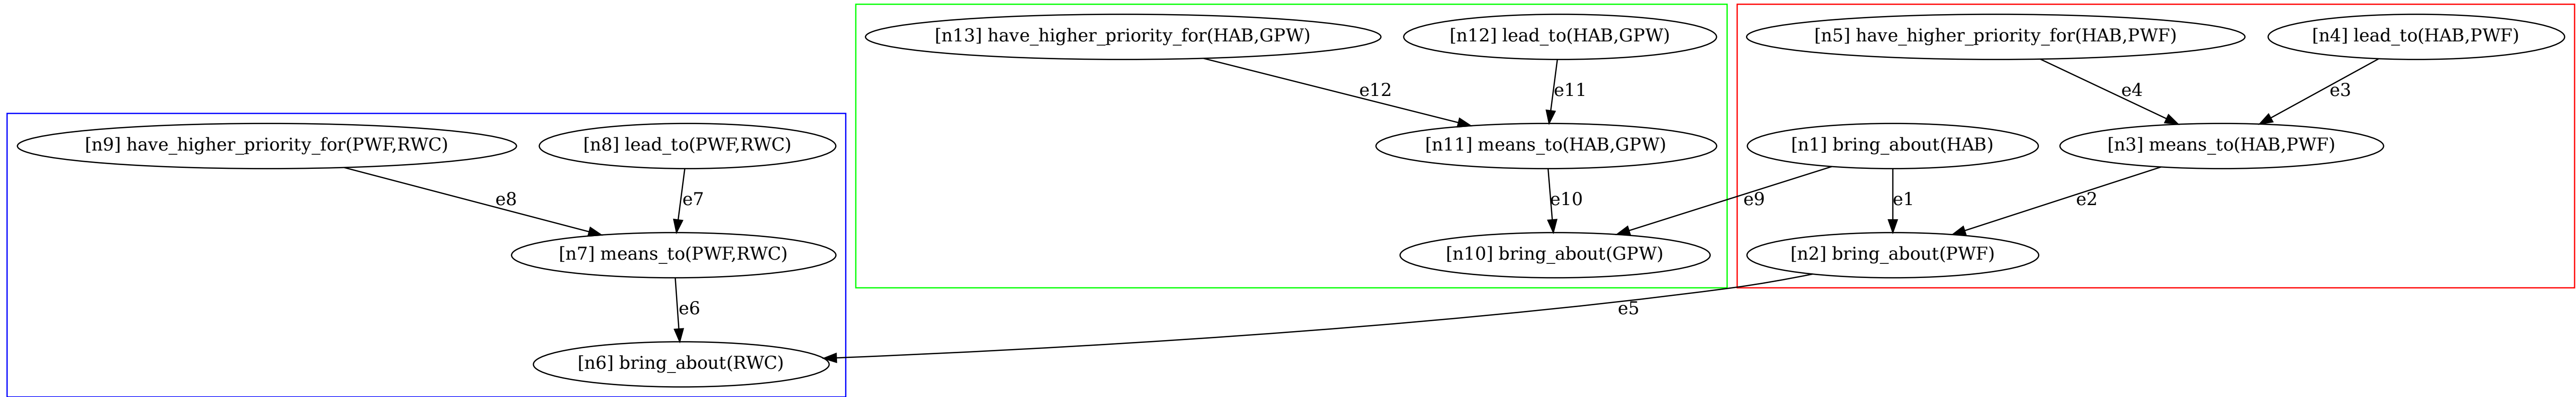 [n13] have_higher_priority_for(HAB,GPW)
[n12] lead_to(HAB,GPW)
[n5] have_higher_priority_for(HAB,PWF)
[n4] lead_to(HAB,PWF)
e12
e11
e4
e3
[n9] have_higher_priority_for(PWF,RWC)
[n8] lead_to(PWF,RWC)
[n11] means_to(HAB,GPW)
[n1] bring_about(HAB)
[n3] means_to(HAB,PWF)
e8
e7
e10
e9
e1
e2
[n7] means_to(PWF,RWC)
[n10] bring_about(GPW)
[n2] bring_about(PWF)
e6
e5
[n6] bring_about(RWC)